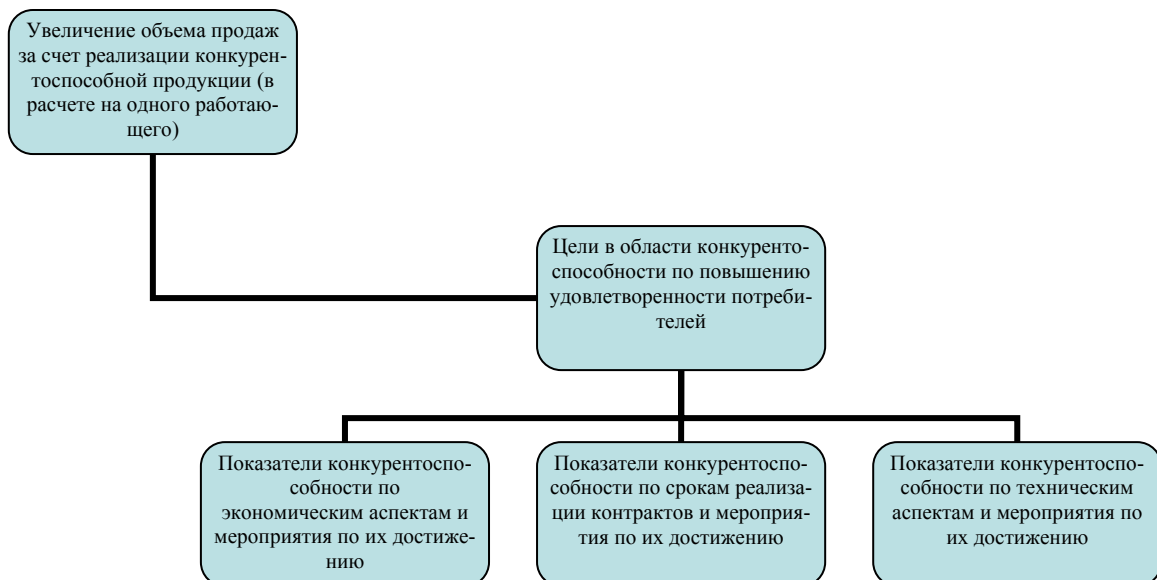 Увеличение объема продаж
за счет реализации конкурен-
тоспособной продукции (в
расчете на одного работаю-
щего)
Цели в области конкуренто-
способности по повышению
удовлетворенности потреби-
телей
Показатели конкурентоспо-
собности по
экономическим аспектам и
мероприятия по их достиже-
нию
Показатели конкурентоспо-
собности по срокам реализа-
ции контрактов и мероприя-
тия по их достижению
Показатели конкурентоспо-
собности по техническим
аспектам и мероприятия по
их достижению